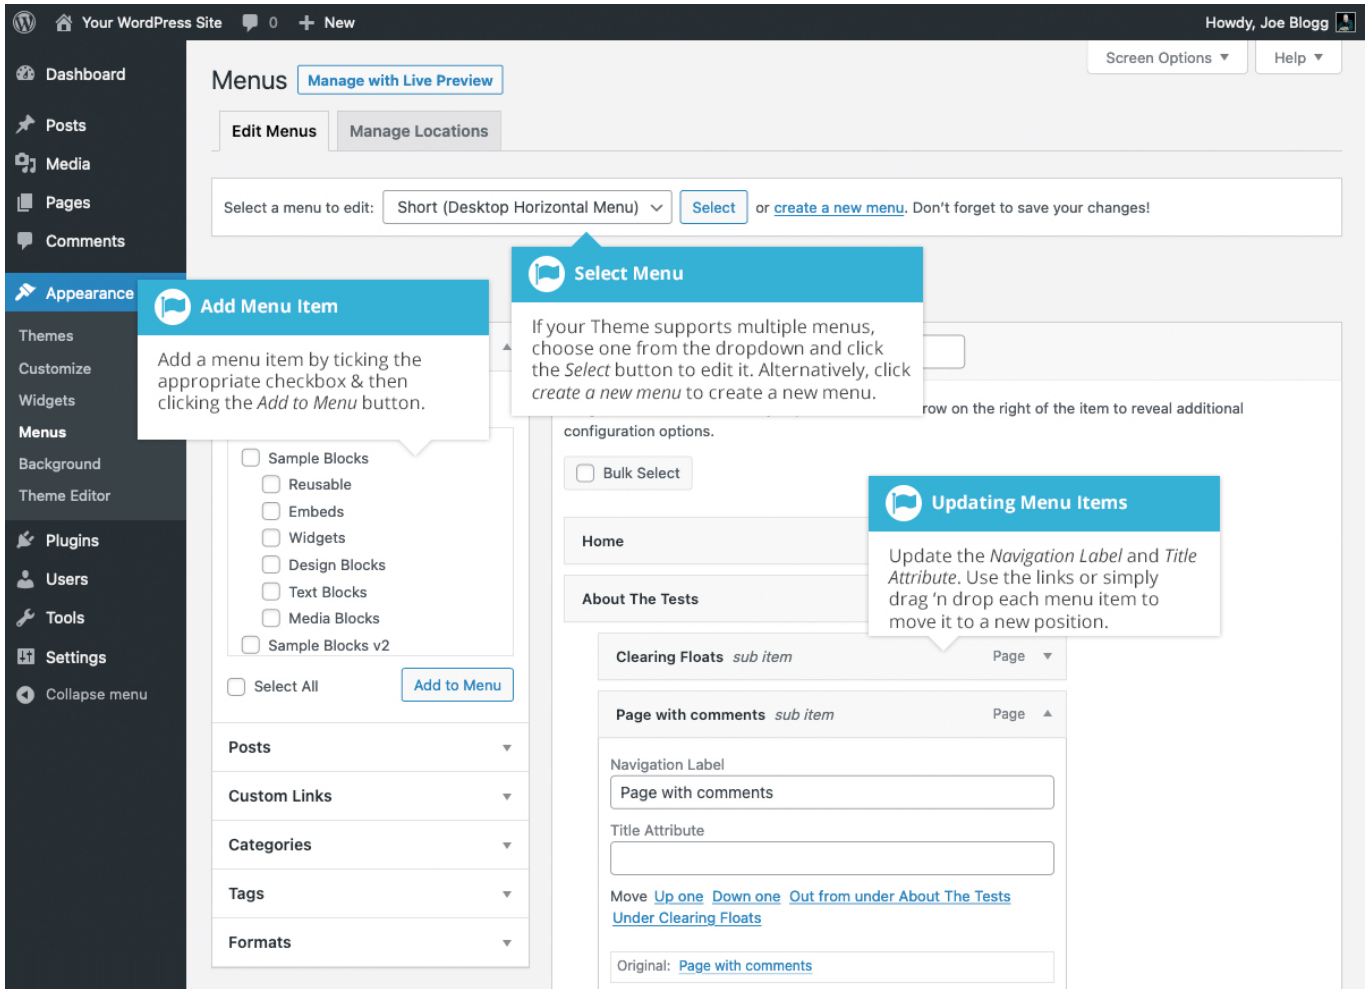 Your WordPress Site 0 + New
Howdy, Joe Blogg
Screen Options ▼
Help ▼
Dashboard
Posts
Media
Pages
Comments
Appearance
Themes
Customize
Widgets
Menus
Background
Theme Editor
Plugins
Users
Tools
Settings
Collapse menu
Menus
Manage with Live Preview
Edit Menus
Manage Locations
Select a menu to edit: Short (Desktop Horizontal Menu) Select or create a new menu. Don't forget to save your changes!
Select Menu
If your Theme supports multiple menus,
choose one from the dropdown and click
the Select button to edit it. Alternatively, click
create a new menu to create a new menu.
Add Menu Item
Add a menu item by ticking the
appropriate checkbox & then
clicking the Add to Menu button.
Sample Blocks
Reusable
Embeds
Widgets
Design Blocks
Text Blocks
Media Blocks
Sample Blocks v2
Select All
Add to Menu
Posts
Custom Links
Categories
Tags
Formats
row on the right of the item to reveal additional
configuration options.
Bulk Select
Updating Menu Items
Update the Navigation Label and Title
Attribute. Use the links or simply
drag ‘n drop each menu item to
move it to a new position.
Home
About The Tests
Clearing Floats sub item Page ▼
Page with comments sub item Page ▲
Navigation Label
Page with comments
Title Attribute
Move Up one Down one Out from under About The Tests
Under Clearing Floats
Original: Page with comments